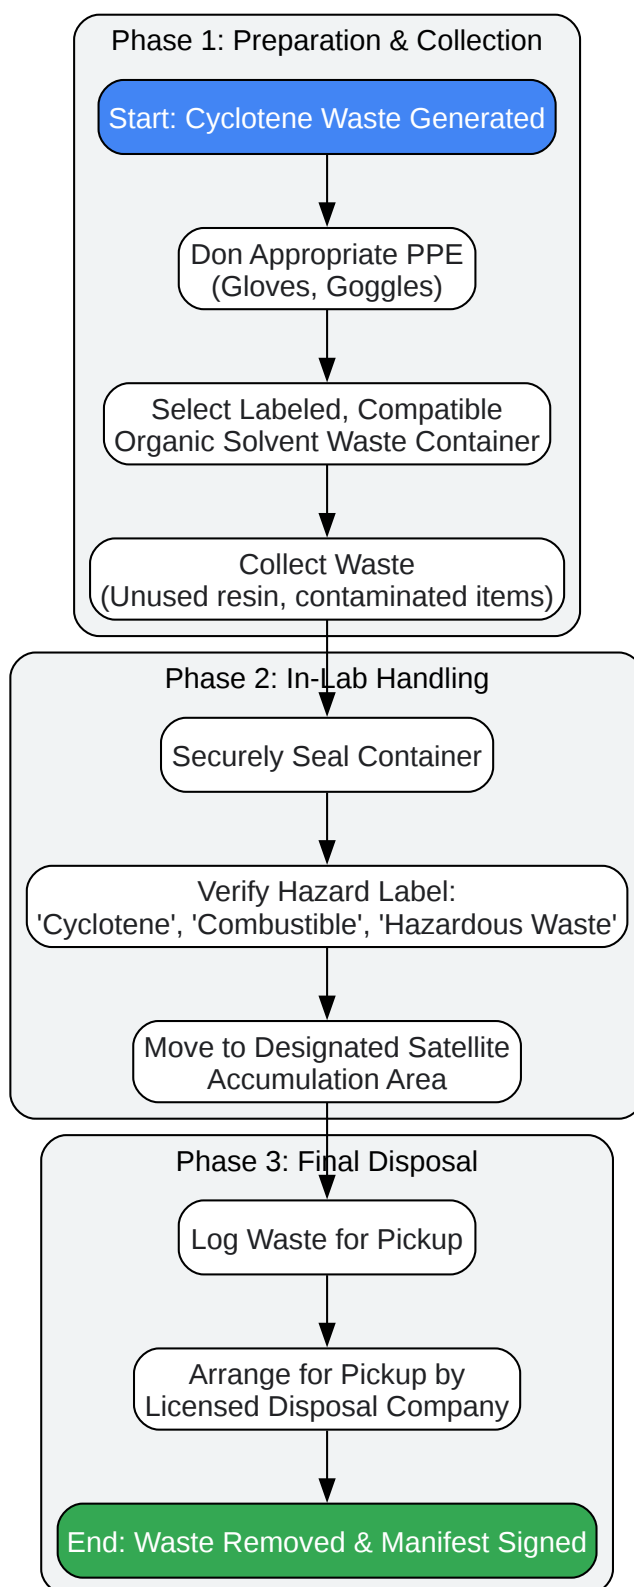 Phase 1: Preparation & Collection
Start: Cyclotene Waste Generated
Don Appropriate PPE
(Gloves, Goggles)
Select Labeled, Compatible
Organic Solvent Waste Container
Collect Waste
(Unused resin, contaminated items)
Phase 2: In-Lab Handling
Securely Seal Container
Verify Hazard Label:
'Cyclotene', 'Combustible', 'Hazardous Waste'
Move to Designated Satellite
Accumulation Area
Phase 3: Final Disposal
Log Waste for Pickup
Arrange for Pickup by
Licensed Disposal Company
End: Waste Removed & Manifest Signed